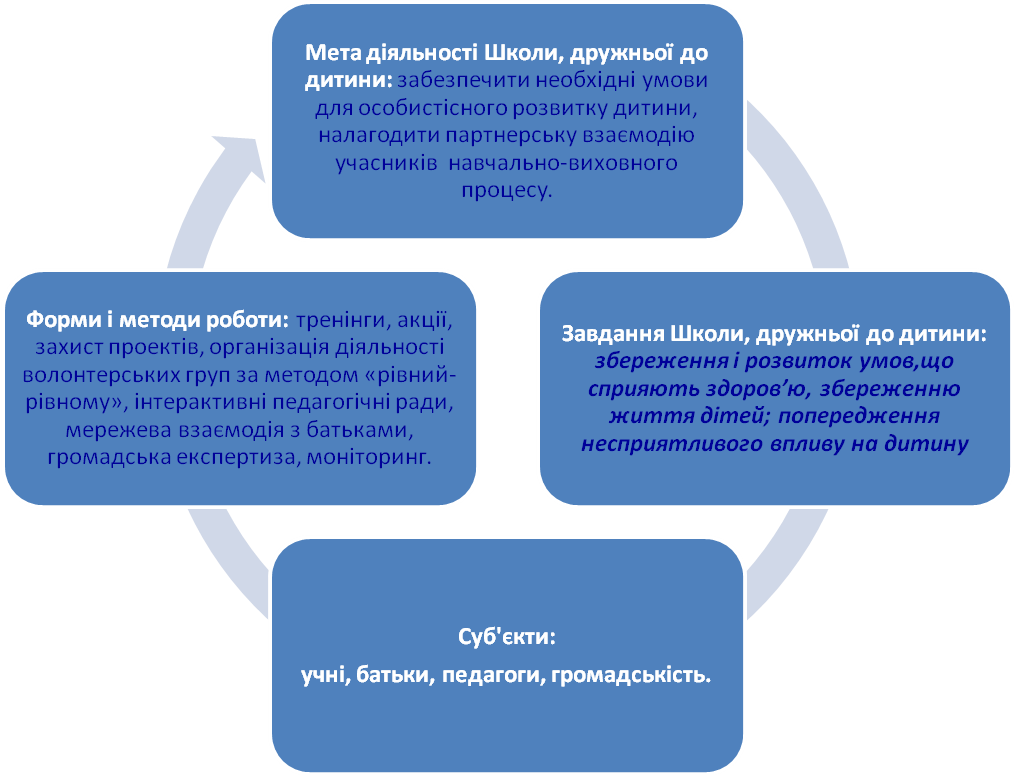 Мета діяльності Школи, дружньої до
дитини: забезпечити необхідні умови
для особистісного розвитку дитини,
налагодити партнерську взаємодію
учасників навчально-виховного
процесу.
Завдання Школи, дружньої до дитини:
збереження і розвиток умов,що
сприяють здоров’ю, збереженню
життя дітей; попередження
несприятливого впливу на дитину
Суб'єкти:
учні, батьки, педагоги, громадськість.
Форми і методи роботи: тренінги, акції,
захист проектів, організація діяльності
волонтерських груп за методом «рівний-
рівному», інтерактивні педагогічні ради,
мережева взаємодія з батьками,
громадська експертиза, моніторинг.